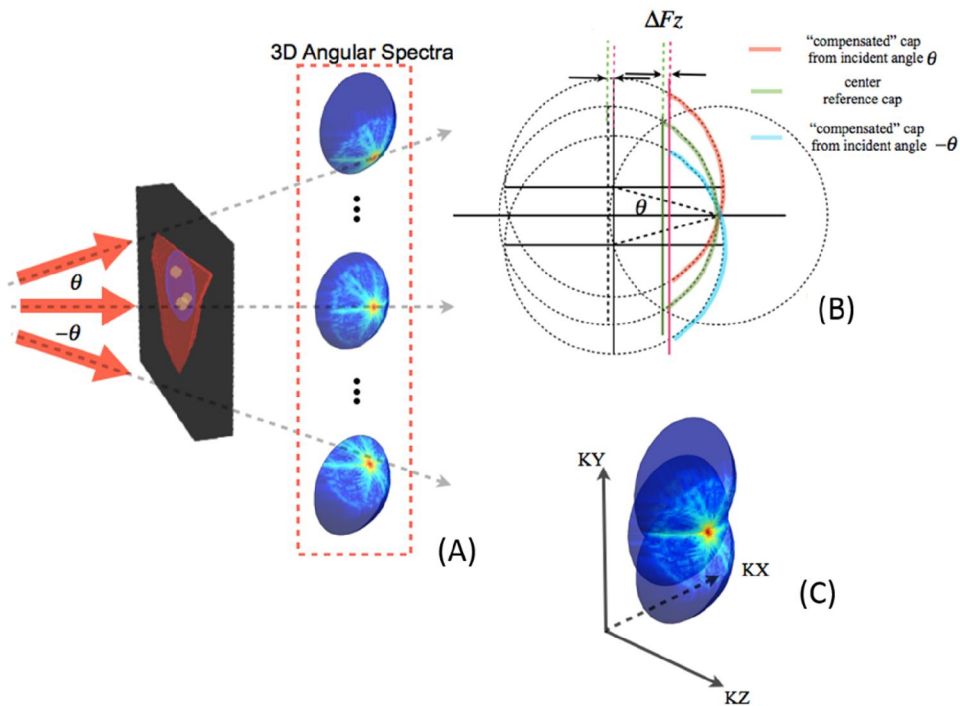 3D Angular Spectra
θ
-θ
(A)
ΔFz
θ
"compensated" cap
from incident angle θ
center
reference cap
"compensated" cap
from incident angle -θ
(B)
KY
KX
KZ
(C)